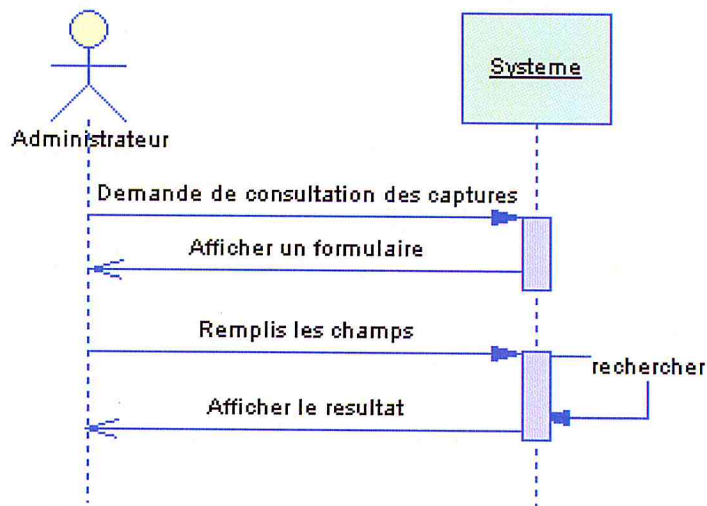 Systeme
Administrateur
Demande de consultation des captures
Afficher un formulaire
Remplis les champs
rechercher
Afficher le resultat